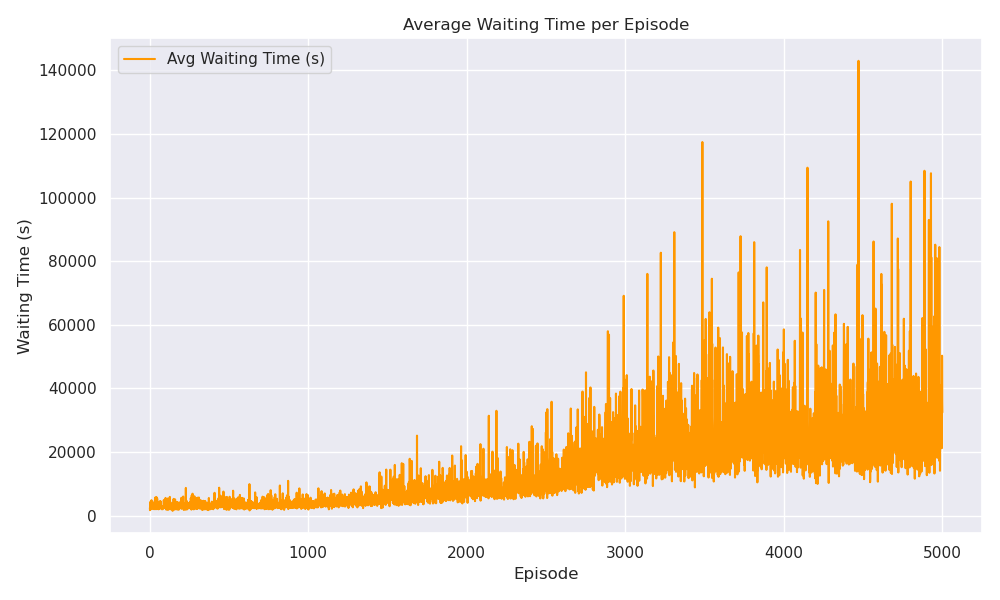 Average Waiting Time per Episode
Avg Waiting Time (s)
140000
120000
100000
80000
60000
40000
20000
0
Waiting Time (s)
0 1000 2000 3000 4000 5000
Episode